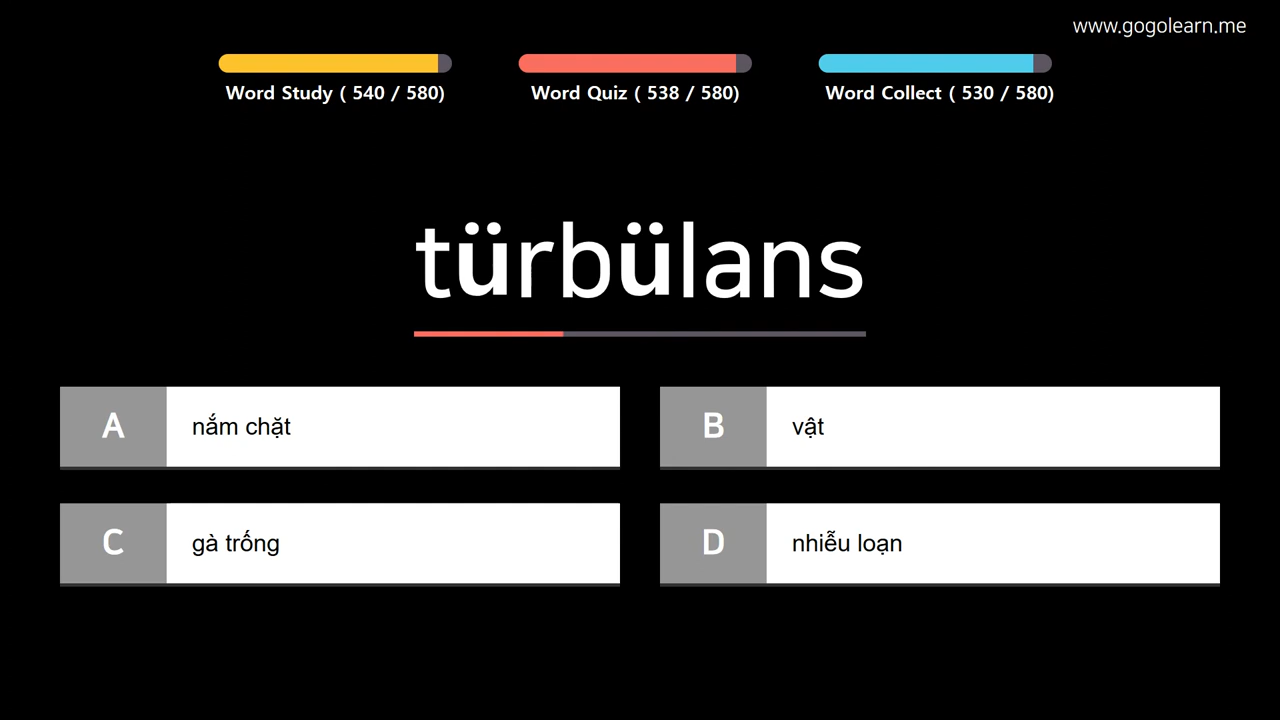 www.gogolearn.me
Word Study ( 540 / 580)
Word Quiz ( 538 / 580)
Word Collect ( 530 / 580)
türbülans
A nắm chặt
B vật
C gà trống
D nhiễu loạn